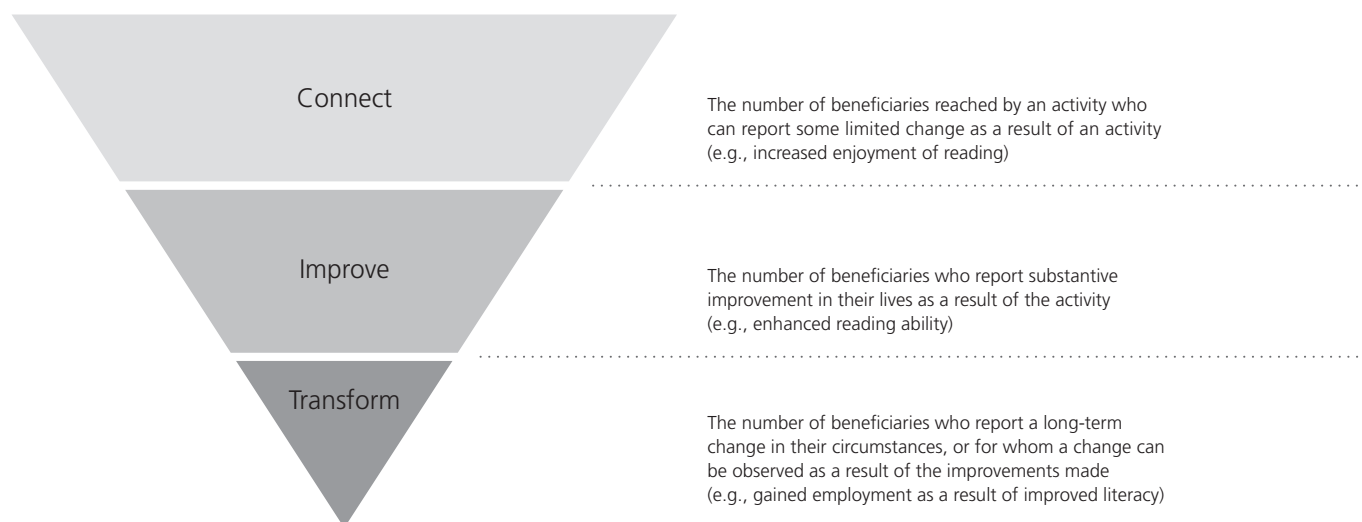 Connect
The number of beneficiaries reached by an activity who
can report some limited change as a result of an activity
(e.g., increased enjoyment of reading)
Improve
The number of beneficiaries who report substantive
improvement in their lives as a result of the activity
(e.g., enhanced reading ability)
Transform
The number of beneficiaries who report a long-term
change in their circumstances, or for whom a change can
be observed as a result of the improvements made
(e.g., gained employment as a result of improved literacy)